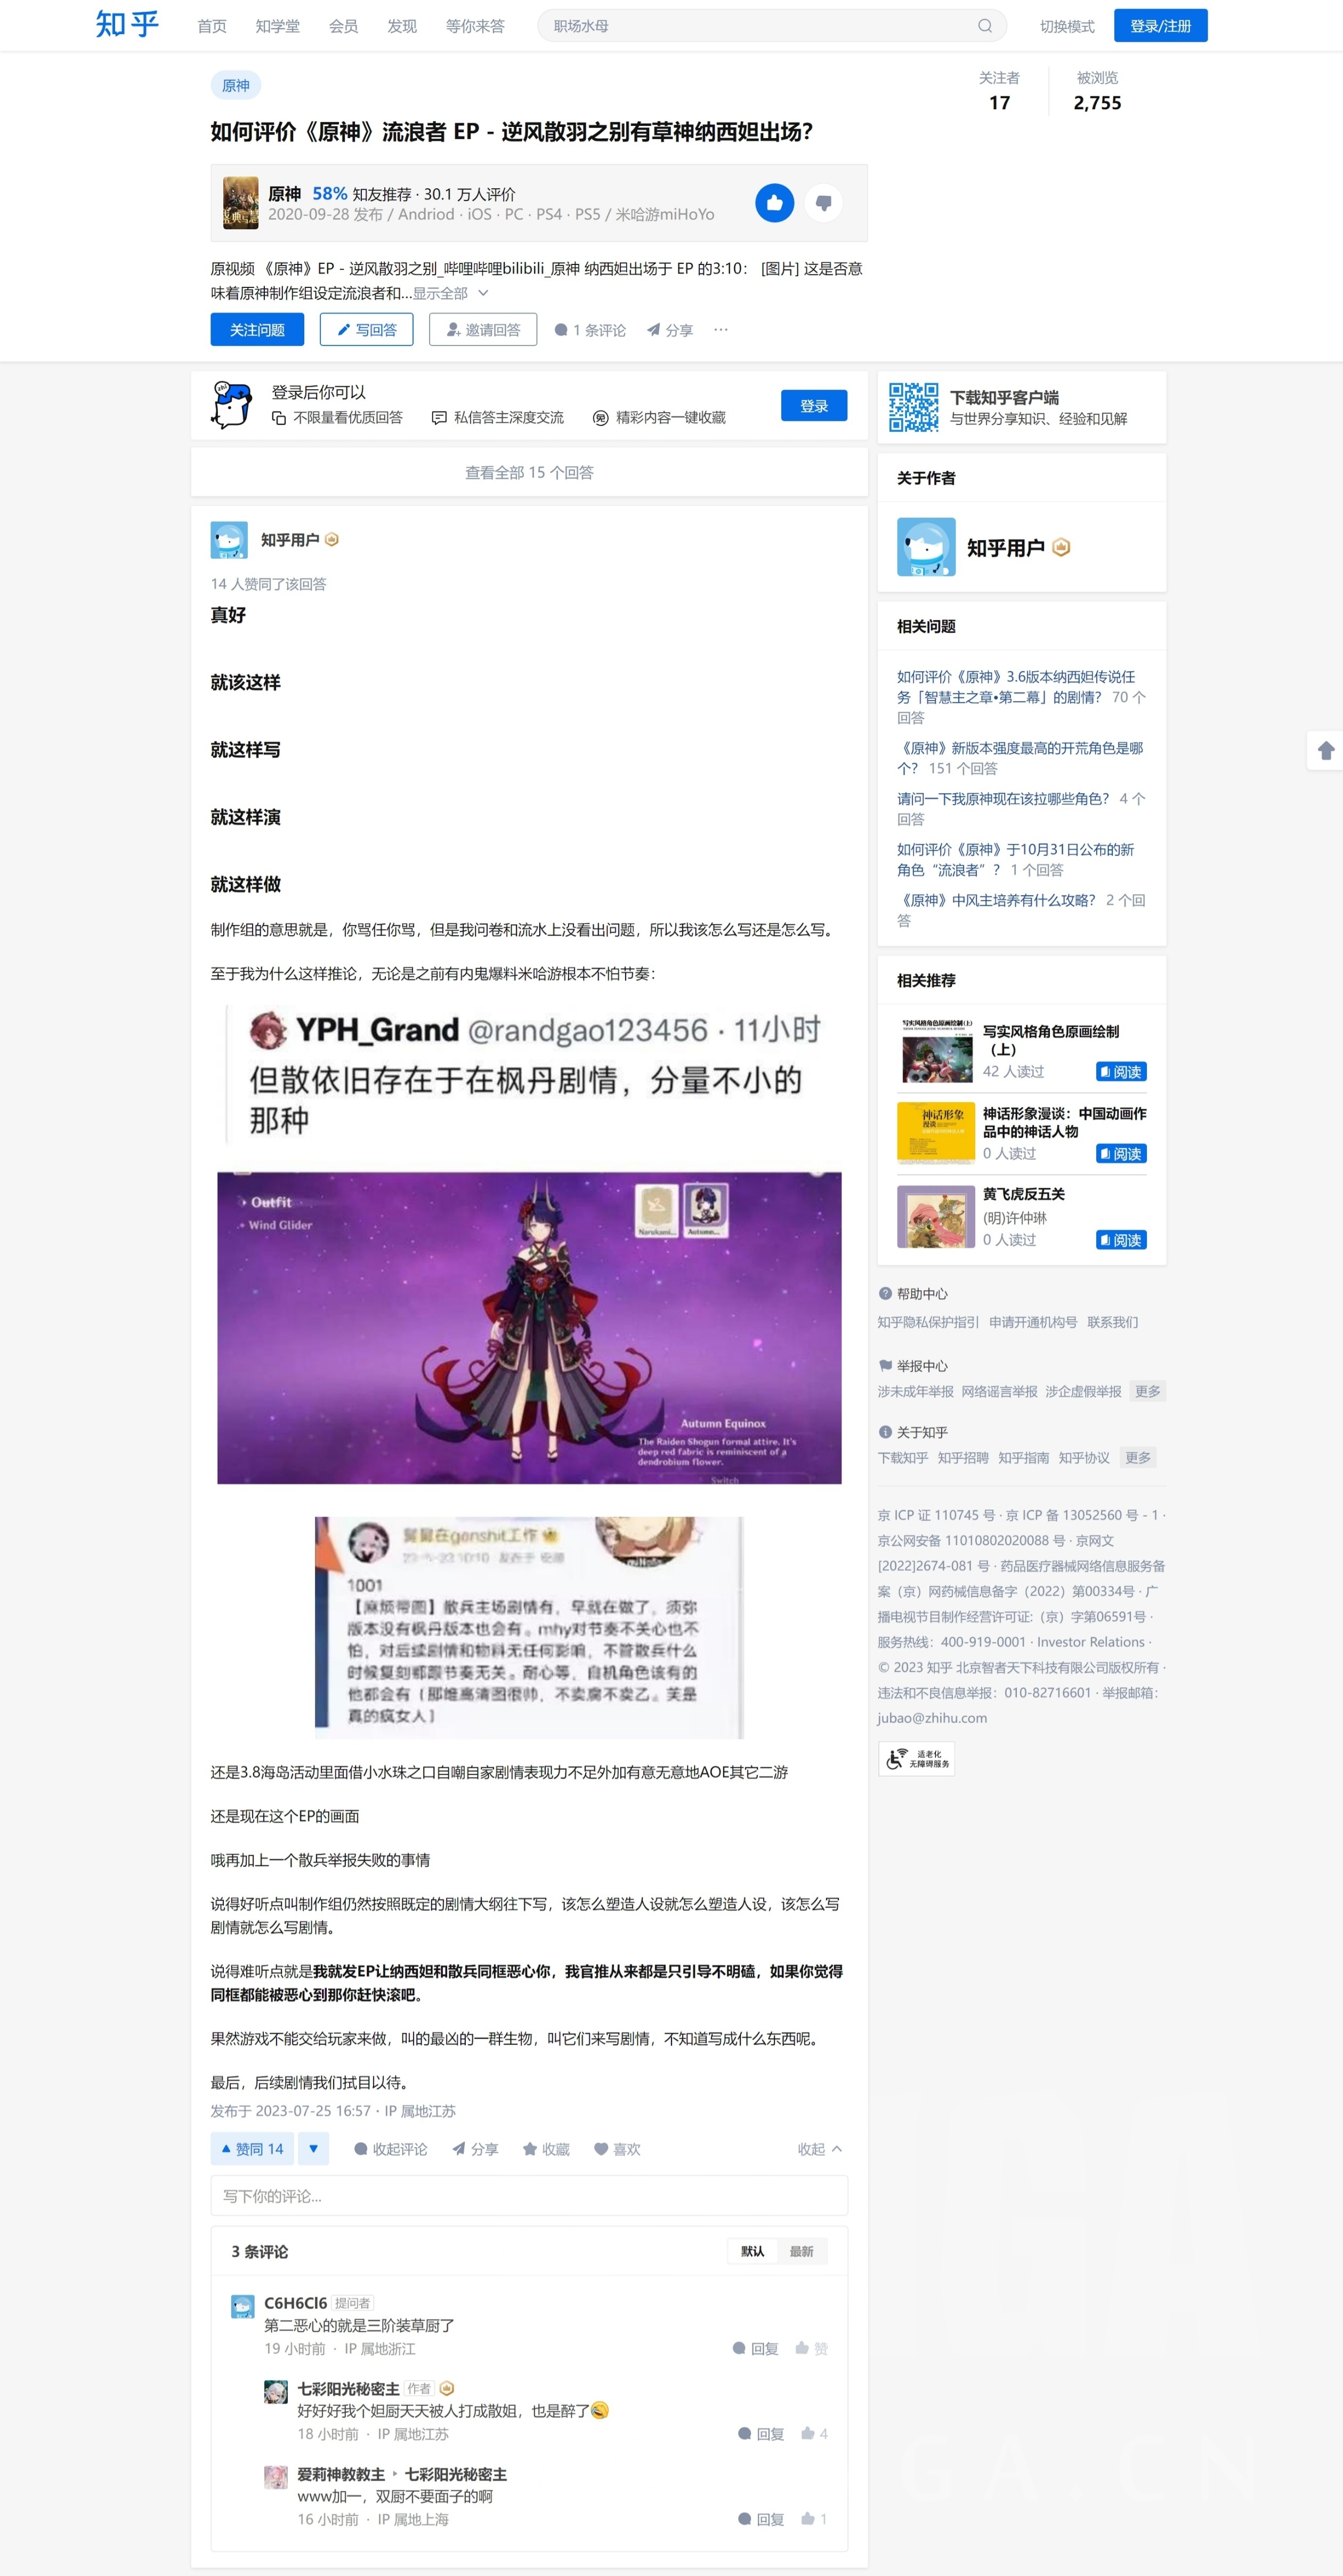 知乎
首页 知学堂 会员 发现 等你来答
职场水母
切换模式
登录/注册
原神
关注者
17
被浏览
2,755
如何评价《原神》流浪者 EP - 逆风散羽之别有草神纳西妲出场？
原神 58% 知友推荐 · 30.1 万人评价
2020-09-28 发布 / Andriod · iOS · PC · PS4 · PS5 / 米哈游miHoYo
原视频 《原神》EP - 逆风散羽之别_哔哩哔哩bilibili_原神 纳西妲出场于 EP 的3:10： [图片] 这是否意
味着原神制作组设定流浪者和...显示全部
关注问题
写回答
邀请回答
1 条评论
分享
登录后你可以
不限量看优质回答 私信答主深度交流 精彩内容一键收藏
登录
查看全部 15 个回答
知乎用户
14 人赞同了该回答
真好
就该这样
就这样写
就这样演
就这样做
制作组的意思就是，你骂任你骂，但是我问卷和流水上没看出问题，所以我该怎么写还是怎么写。
至于我为什么这样推论，无论是之前有内鬼爆料米哈游根本不怕节奏：
YPH_Grand @randgao123456 · 11小时
但散依旧存在于在枫丹剧情，分量不小的
那种
Outfit
Wind Glider
Narukami...
Autumn...
Autumn Equinox
The Raiden Shogun formal attire. It's
deep red fabric is reminiscent of a
dendrobium flower.
Switch
在genshit工作
1001
【麻烦带图】散兵主场剧情有，早就在做了，须弥
版本没有枫丹版本也会有。mhy对节奏不关心也不
怕，对后续剧情和物料无任何影响，不管散兵什么
时候复刻都跟节奏无关。耐心等，自机角色该有的
他都会有（那堆高清图很帅，不卖腐不卖乙。芙是
真的疯女人）
还是3.8海岛活动里面借小水珠之口自嘲自家剧情表现力不足外加有意无意地AOE其它二游
还是现在这个EP的画面
哦再加上一个散兵举报失败的事情
说得好听点叫制作组仍然按照既定的剧情大纲往下写，该怎么塑造人设就怎么塑造人设，该怎么写
剧情就怎么写剧情。
说得难听点就是我就发EP让纳西妲和散兵同框恶心你，我官推从来都是只引导不明磕，如果你觉得
同框都能被恶心到那你赶快滚吧。
果然游戏不能交给玩家来做，叫的最凶的一群生物，叫它们来写剧情，不知道写成什么东西呢。
最后，后续剧情我们拭目以待。
发布于 2023-07-25 16:57 · IP 属地江苏
赞同 14
收起评论
分享
收藏
喜欢
收起
写下你的评论...
3 条评论
默认 最新
C6H6Cl6 提问者
第二恶心的就是三阶装草厨了
19 小时前 · IP 属地浙江
回复 赞
七彩阳光秘密主 作者
好好好我个妲厨天天被人打成散姐，也是醉了
18 小时前 · IP 属地江苏
回复 4
爱莉神教教主 七彩阳光秘密主
www加一，双厨不要面子的啊
16 小时前 · IP 属地上海
回复 1
下载知乎客户端
与世界分享知识、经验和见解
关于作者
知乎用户
相关问题
如何评价《原神》3.6版本纳西妲传说任
务「智慧主之章•第二幕」的剧情？ 70 个
回答
《原神》新版本强度最高的开荒角色是哪
个？ 151 个回答
请问一下我原神现在该拉哪些角色？ 4 个
回答
如何评价《原神》于10月31日公布的新
角色“流浪者”？ 1 个回答
《原神》中风主培养有什么攻略？ 2 个回
答
相关推荐
写实风格角色原画绘制(上)
写实风格角色原画绘制
（上）
42 人读过
阅读
神话形象
漫谈
神话形象漫谈：中国动画作
品中的神话人物
0 人读过
阅读
黄飞虎反五关
(明)许仲琳
0 人读过
阅读
帮助中心
知乎隐私保护指引 申请开通机构号 联系我们
举报中心
涉未成年举报 网络谣言举报 涉企虚假举报 更多
关于知乎
下载知乎 知乎招聘 知乎指南 知乎协议 更多
京 ICP 证 110745 号 · 京 ICP 备 13052560 号 - 1 ·
京公网安备 11010802020088 号 · 京网文
[2022]2674-081 号 · 药品医疗器械网络信息服务备
案（京）网药械信息备字（2022）第00334号 · 广
播电视节目制作经营许可证:（京）字第06591号 ·
服务热线：400-919-0001 · Investor Relations ·
© 2023 知乎 北京智者天下科技有限公司版权所有 ·
违法和不良信息举报：010-82716601 · 举报邮箱：
jubao@zhihu.com
适老化
无障碍服务